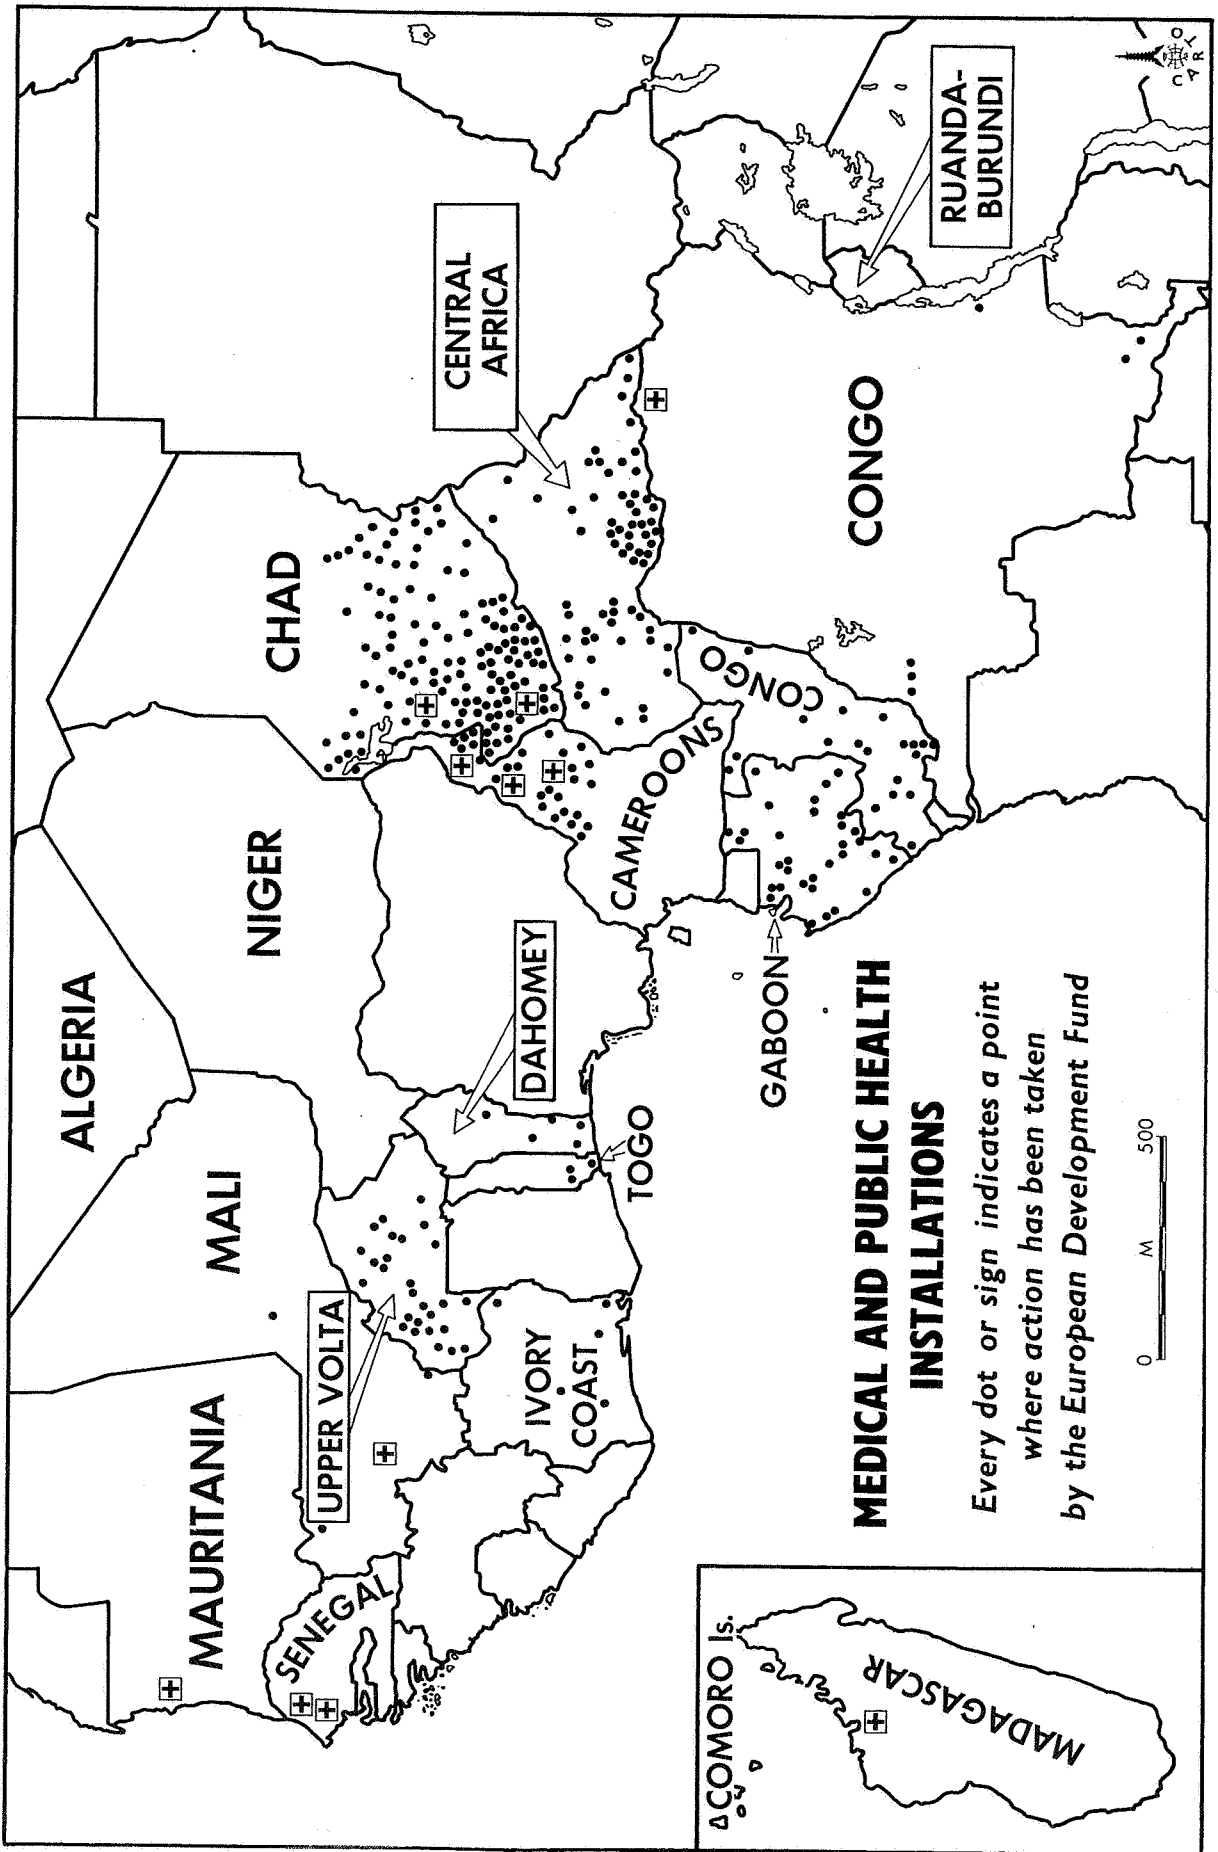 ALGERIA
MAURITANIA
MALI
NIGER
CHAD
SENEGAL
UPPER VOLTA
CENTRAL
AFRICA
IVORY
COAST
DAHOMEY
TOGO
CAMEROONS
CONGO
CONGO
RUANDA-
BURUNDI
GABOON
MEDICAL AND PUBLIC HEALTH
INSTALLATIONS
Every dot or sign indicates a point
where action has been taken
by the European Development Fund
0 M 500
COMORO Is.
MADAGASCAR
CARTO